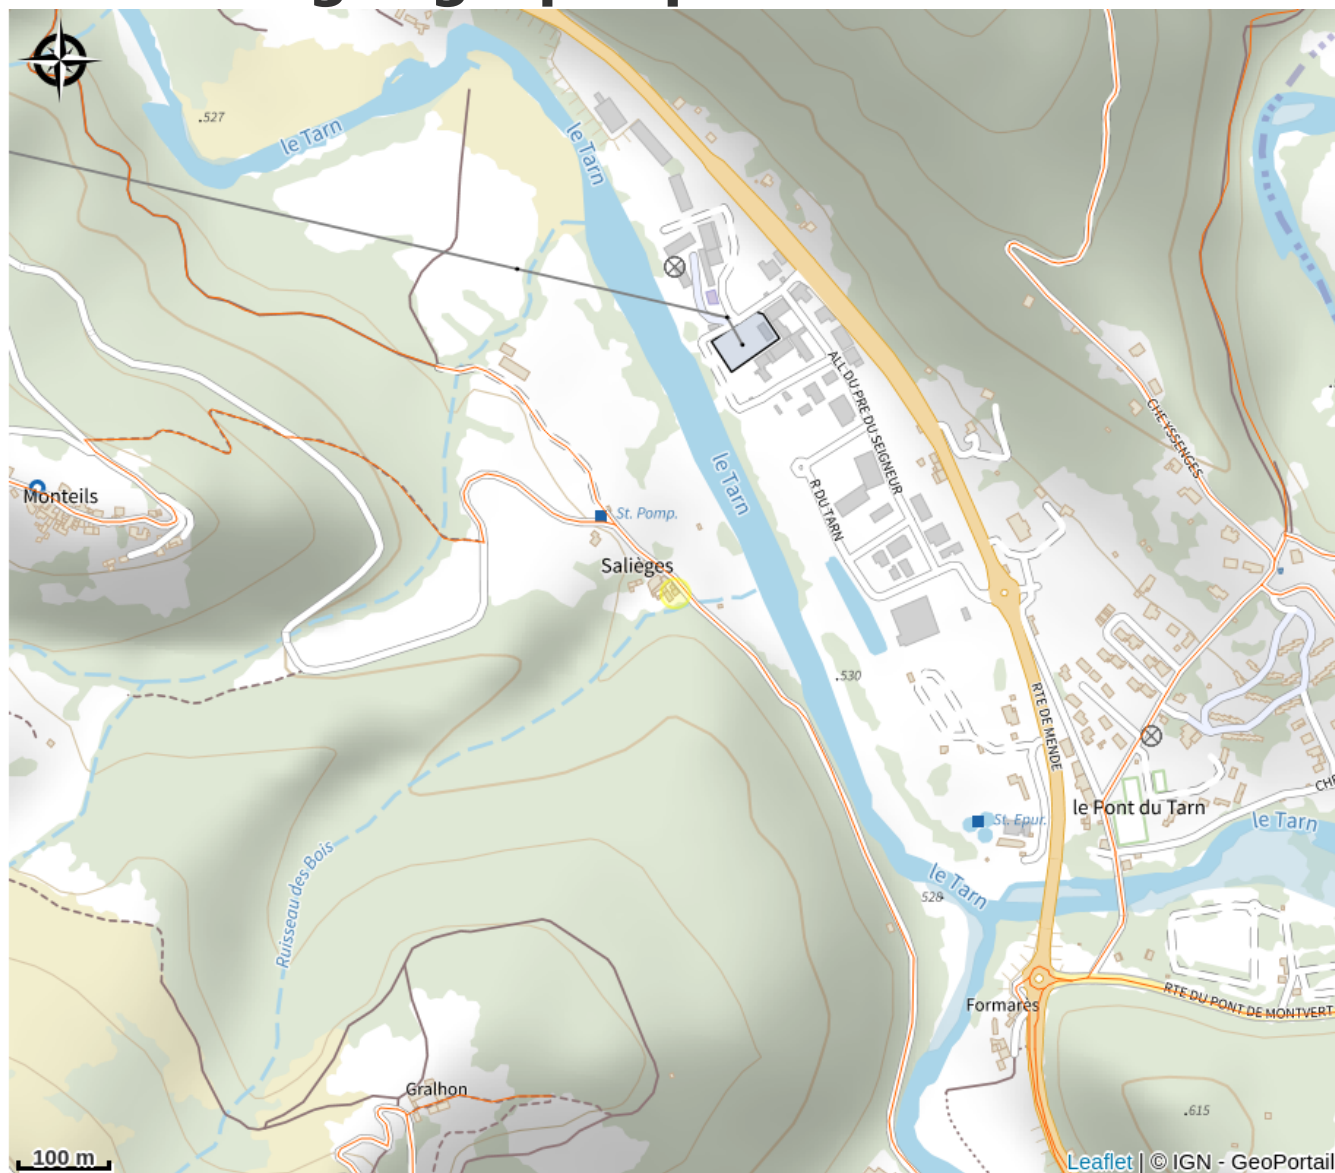 .527
le Tarn
le Tarn
ALL DU PRE DU SEIGNEUR
CHEYSSENGES
Monteils
le Tarn
R DU TARN
St. Pomp.
Salièges
.530
RTE DE MENDE
le Pont du Tarn
St. Epur.
le Tarn
Ruisseau des Bois
le Tarn
528
Formarès
RTE DU PONT DE MONTVERT
Gralhon
.615
100 m
Leaflet | © IGN - GeoPortail